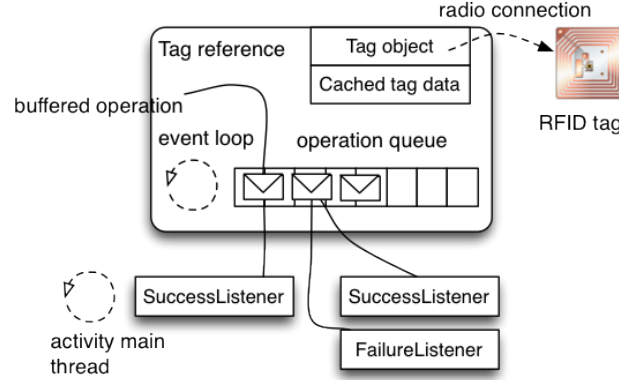 radio connection
Tag reference
Tag object
Cached tag data
buffered operation
RFID tag
event loop
operation queue
SuccessListener
SuccessListener
activity main
thread
FailureListener